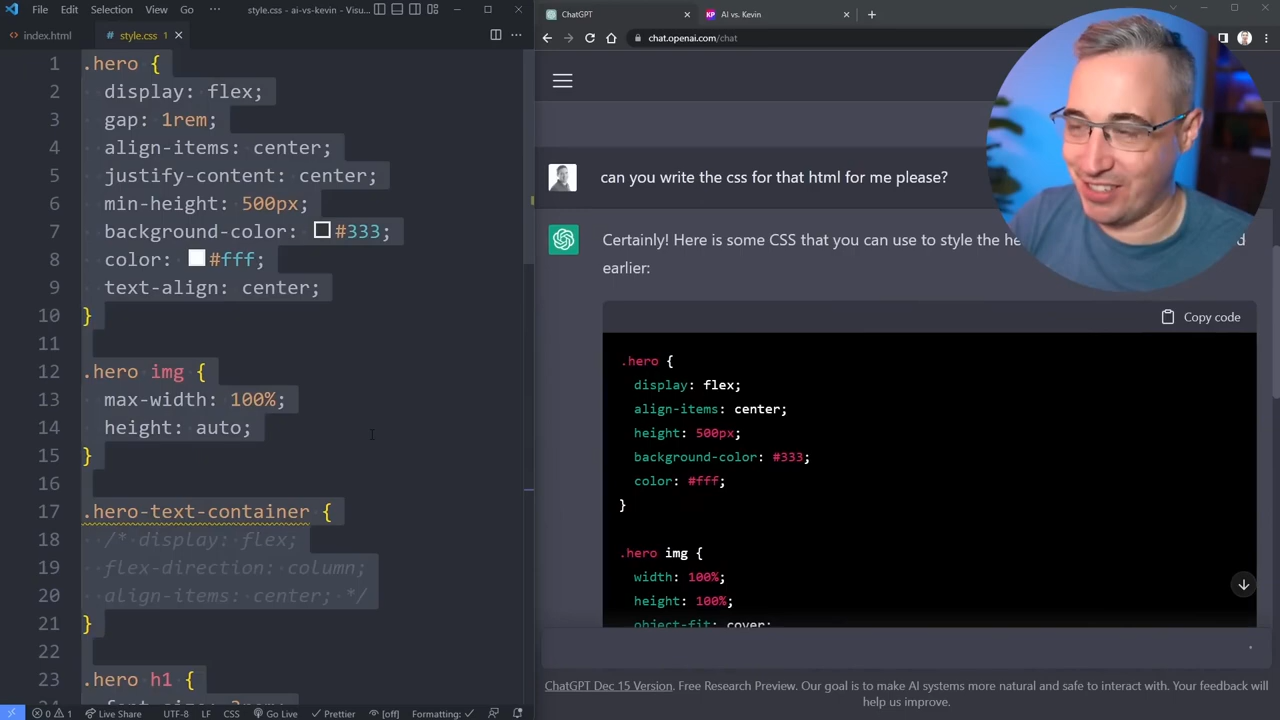 File Edit Selection View Go ··· style.css - ai-vs-kevin - Visu...
index.html style.css 1
1 .hero {
2 display: flex;
3 gap: 1rem;
4 align-items: center;
5 justify-content: center;
6 min-height: 500px;
7 background-color: #333;
8 color: #fff;
9 text-align: center;
10 }
11
12 .hero img {
13 max-width: 100%;
14 height: auto;
15 }
16
17 .hero-text-container {
18 /* display: flex;
19 flex-direction: column;
20 align-items: center; */
21 }
22
23 .hero h1 {
0 1 Live Share UTF-8 LF CSS Go Live Prettier [off] Formatting:
ChatGPT KP AI vs. Kevin
chat.openai.com/chat
can you write the css for that html for me please?
Certainly! Here is some CSS that you can use to style the he
d
earlier:
Copy code
.hero {
display: flex;
align-items: center;
height: 500px;
background-color: #333;
color: #fff;
}
.hero img {
width: 100%;
height: 100%;
object-fit: cover;
ChatGPT Dec 15 Version. Free Research Preview. Our goal is to make AI systems more natural and safe to interact with. Your feedback will
help us improve.